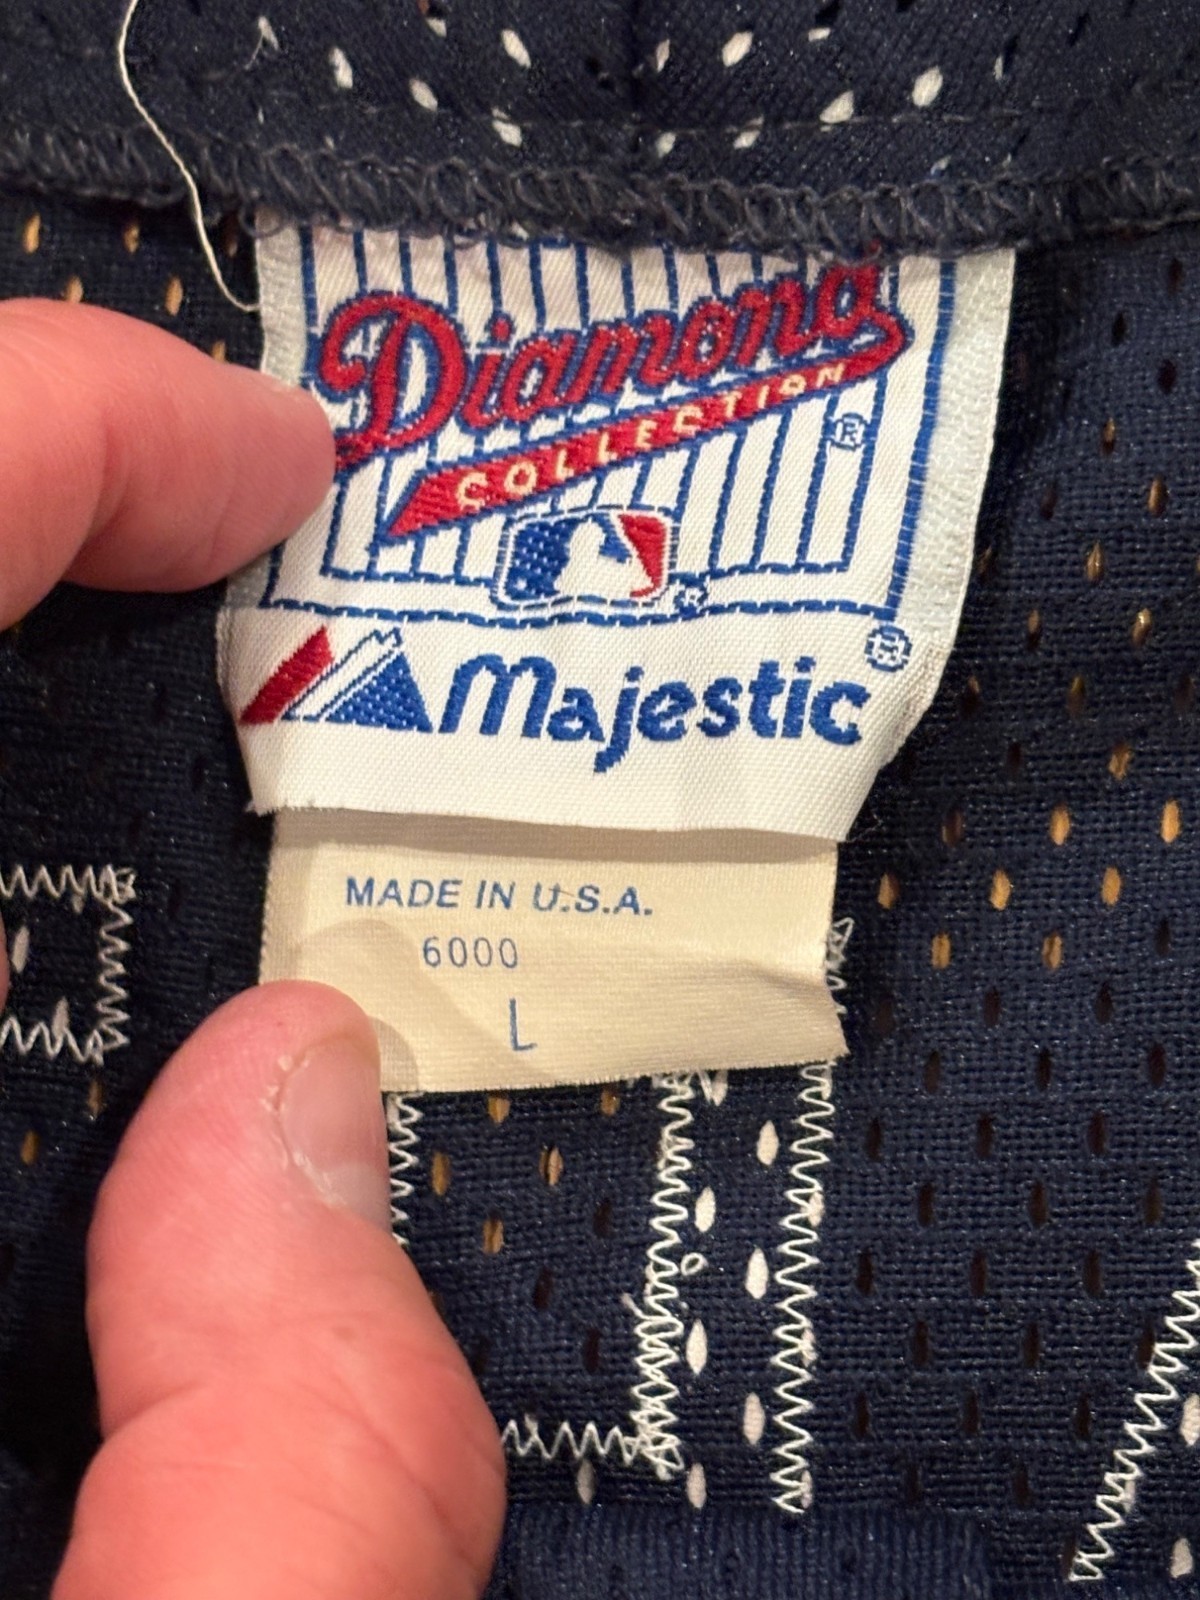 Diamond
COLLECTION
®
®
Majestic®
MADE IN U.S.A.
6000
L